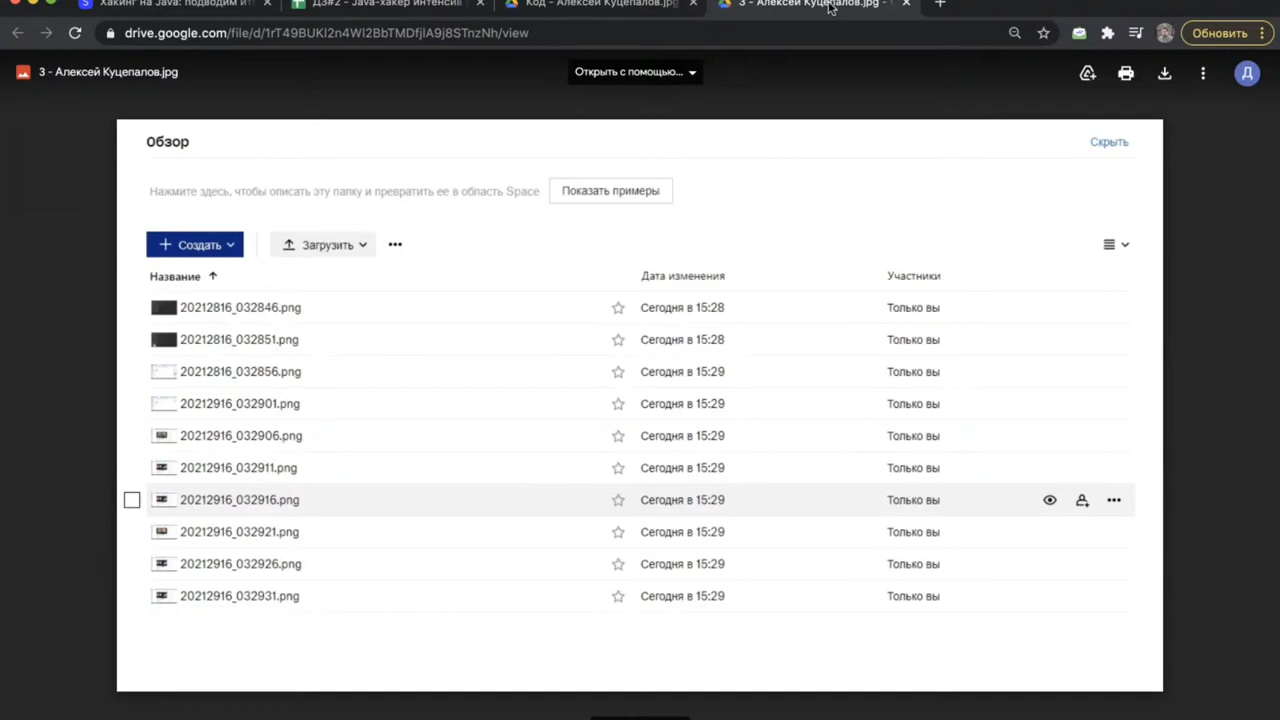 Хакинг на Java: подводим ит
ДЗ#2 - Java-хакер интенсив
Код - Алексей Куцепалов.jpg
3 - Алексей Куцепалов.jpg -
drive.google.com/file/d/1rT49BUKl2n4Wl2BbTMDfjlA9j8STnzNh/view
Обновить
3 - Алексей Куцепалов.jpg
Открыть с помощью...
Д
Обзор
Скрыть
Нажмите здесь, чтобы описать эту папку и превратить ее в область Space
Показать примеры
Создать
Загрузить
Название Дата изменения Участники
20212816_032846.png Сегодня в 15:28 Только вы
20212816_032851.png Сегодня в 15:28 Только вы
20212816_032856.png Сегодня в 15:29 Только вы
20212916_032901.png Сегодня в 15:29 Только вы
20212916_032906.png Сегодня в 15:29 Только вы
20212916_032911.png Сегодня в 15:29 Только вы
20212916_032916.png Сегодня в 15:29 Только вы
20212916_032921.png Сегодня в 15:29 Только вы
20212916_032926.png Сегодня в 15:29 Только вы
20212916_032931.png Сегодня в 15:29 Только вы